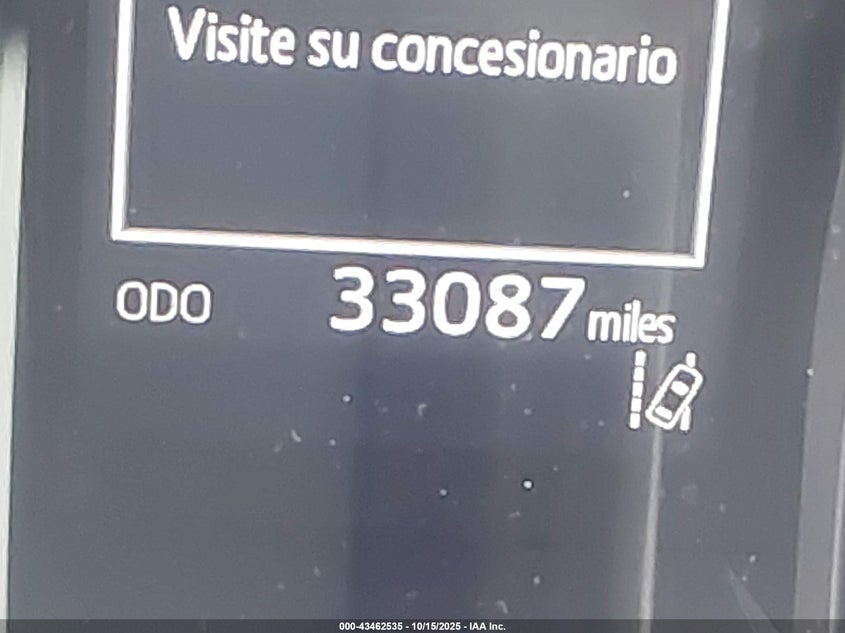 Visite su concesionario
ODO 33087 miles
000-43462535 - 10/15/2025 - IAA Inc.